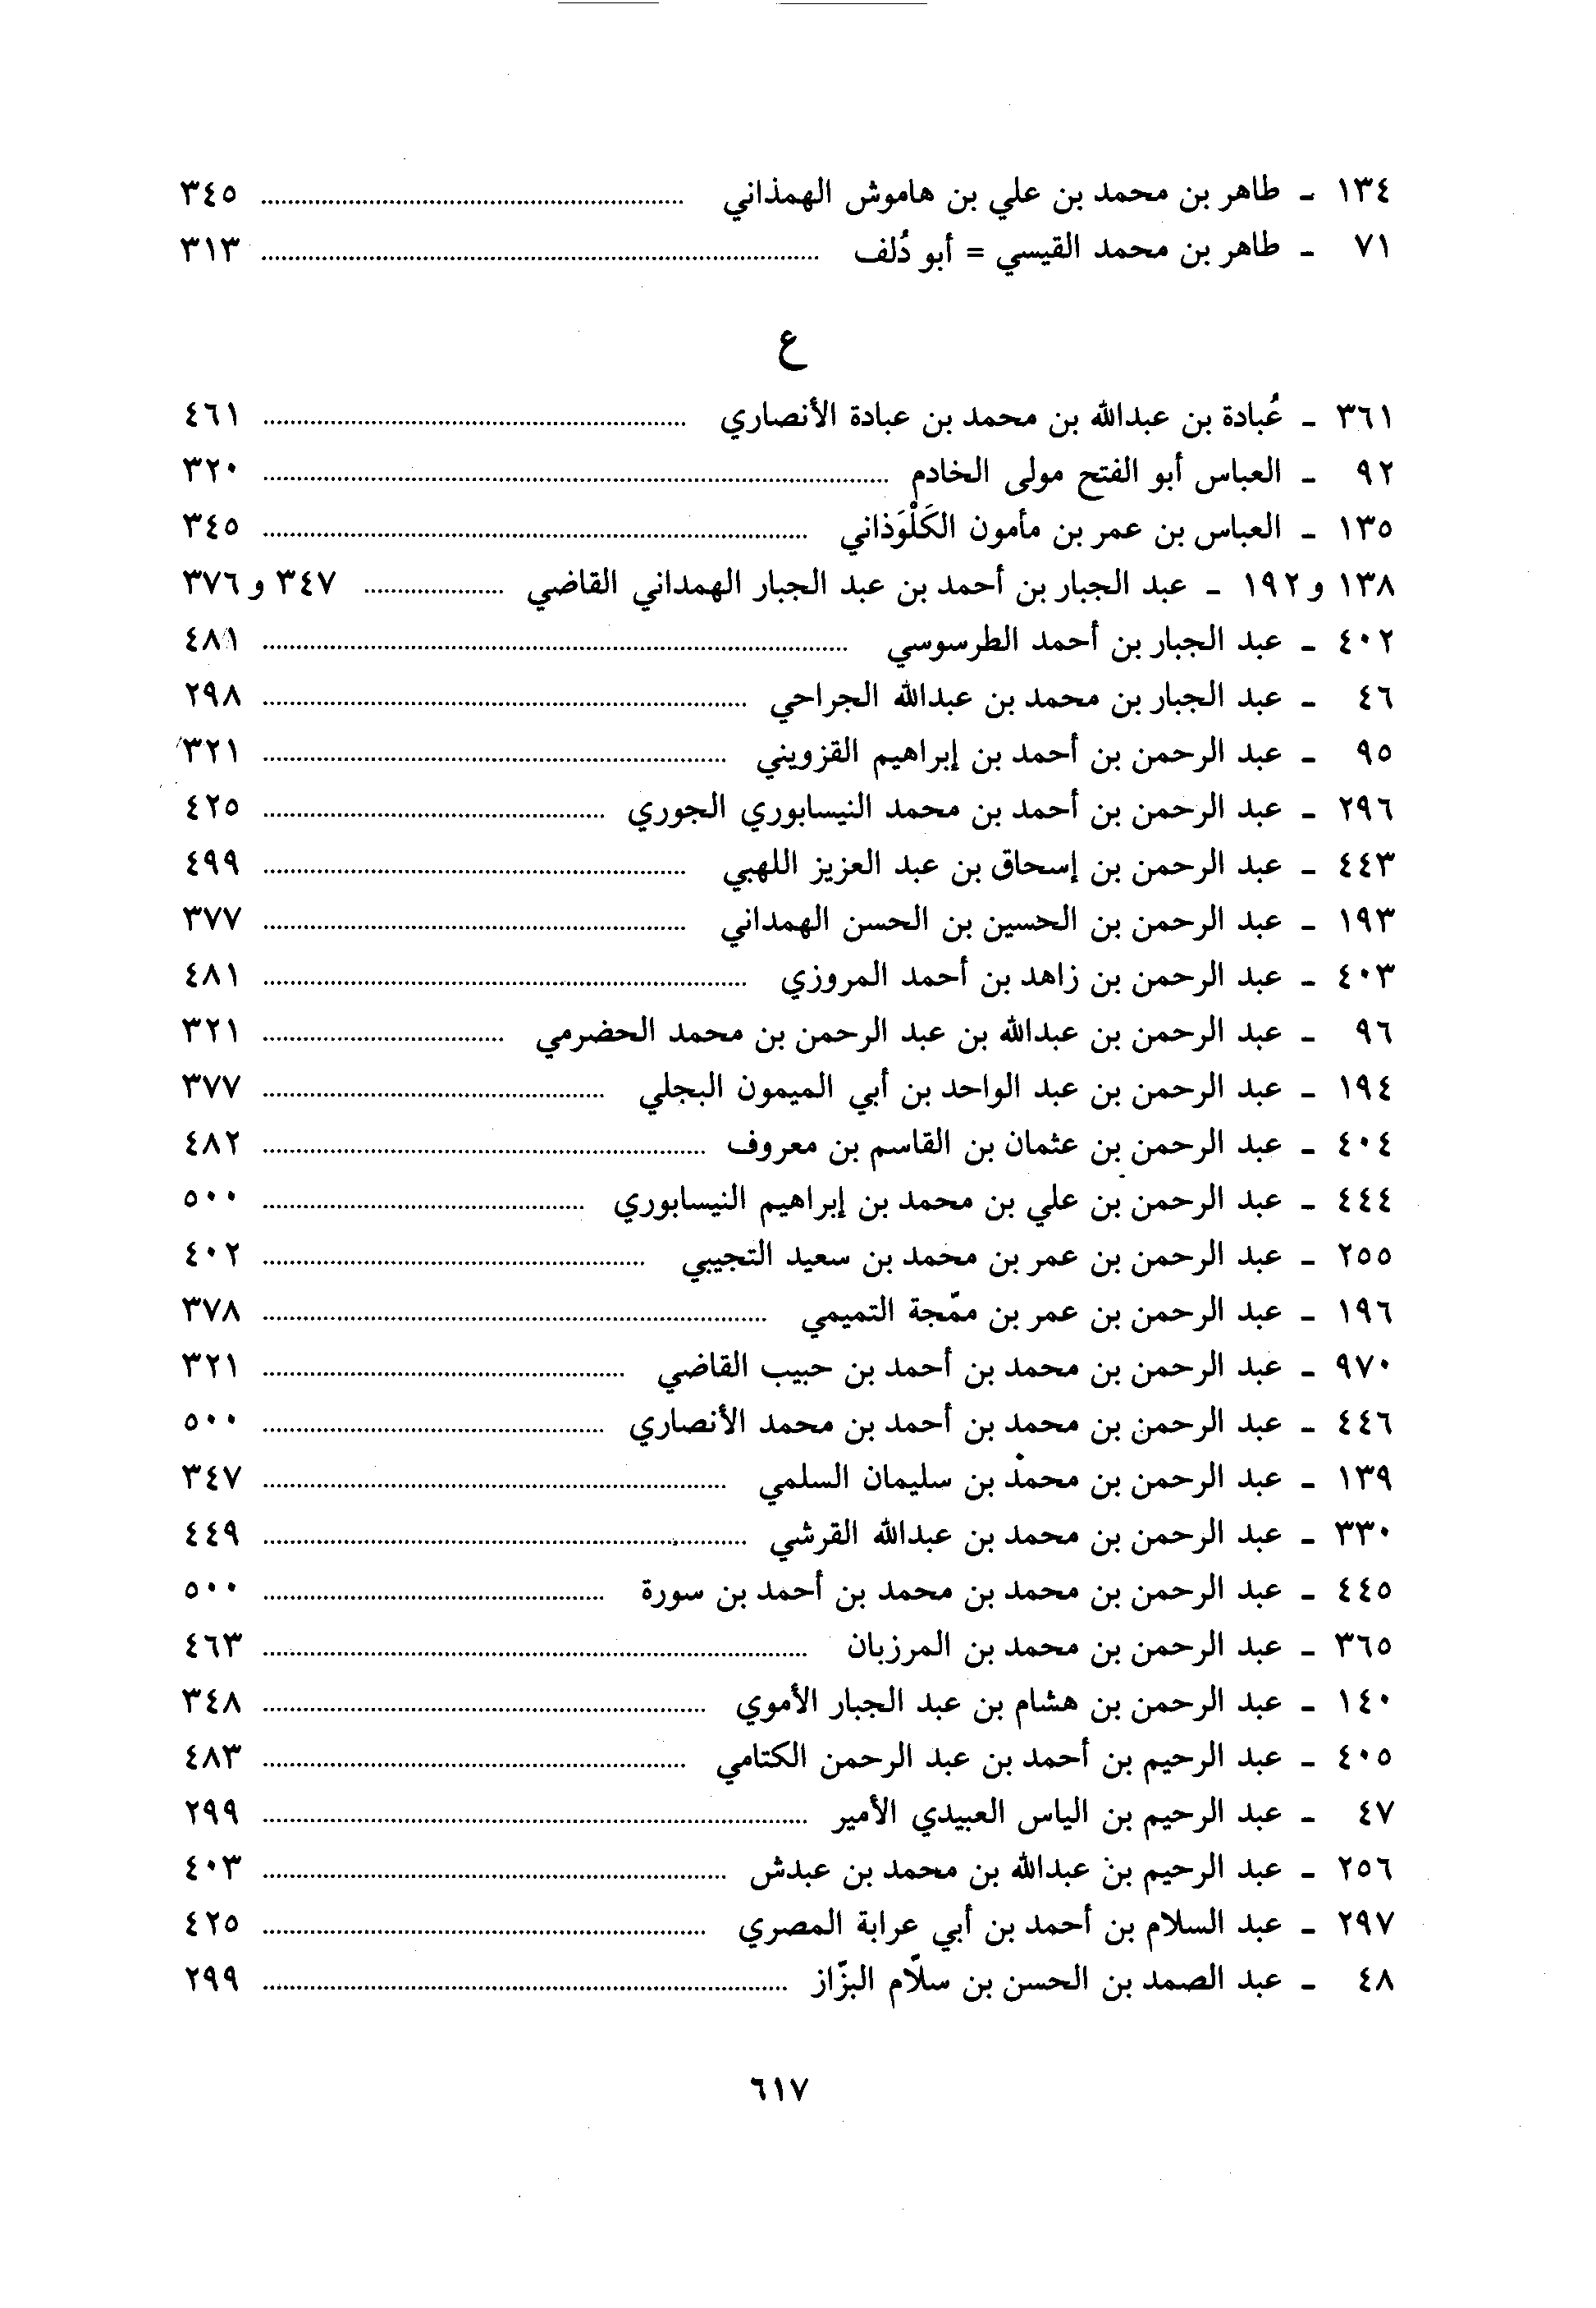 ١٣٤ - طاهر بن محمد بن علي بن هاموش الهمذاني ........ ٣٤٥
٧١ - طاهر بن محمد القيسي = أبو دُلف ........ ٣١٣
ع
٣٦١ - عُبادة بن عبدالله بن محمد بن عبادة الأنصاري ........ ٤٦١
٩٢ - العباس أبو الفتح مولى الخادم ........ ٣٢٠
١٣٥ - العباس بن عمر بن مأمون الكَلْوَذاني ........ ٣٤٥
١٣٨ و ١٩٢ - عبد الجبار بن أحمد بن عبد الجبار الهمداني القاضي ........ ٣٤٧ و ٣٧٦
٤٠٢ - عبد الجبار بن أحمد الطرسوسي ........ ٤٨١
٤٦ - عبد الجبار بن محمد بن عبدالله الجراحي ........ ٢٩٨
٩٥ - عبد الرحمن بن أحمد بن إبراهيم القزويني ........ ٣٢١
٢٩٦ - عبد الرحمن بن أحمد بن محمد النيسابوري الجوري ........ ٤٢٥
٤٤٣ - عبد الرحمن بن إسحاق بن عبد العزيز اللهبي ........ ٤٩٩
١٩٣ - عبد الرحمن بن الحسين بن الحسن الهمداني ........ ٣٧٧
٤٠٣ - عبد الرحمن بن زاهد بن أحمد المروزي ........ ٤٨١
٩٦ - عبد الرحمن بن عبدالله بن عبد الرحمن بن محمد الحضرمي ........ ٣٢١
١٩٤ - عبد الرحمن بن عبد الواحد بن أبي الميمون البجلي ........ ٣٧٧
٤٠٤ - عبد الرحمن بن عثمان بن القاسم بن معروف ........ ٤٨٢
٤٤٤ - عبد الرحمن بن علي بن محمد بن إبراهيم النيسابوري ........ ٥٠٠
٢٥٥ - عبد الرحمن بن عمر بن محمد بن سعيد التجيبي ........ ٤٠٢
١٩٦ - عبد الرحمن بن عمر بن ممّجة التميمي ........ ٣٧٨
٩٧٠ - عبد الرحمن بن محمد بن أحمد بن حبيب القاضي ........ ٣٢١
٤٤٦ - عبد الرحمن بن محمد بن أحمد بن محمد الأنصاري ........ ٥٠٠
١٣٩ - عبد الرحمن بن محمد بن سليمان السلمي ........ ٣٤٧
٣٣٠ - عبد الرحمن بن محمد بن عبدالله القرشي ........ ٤٤٩
٤٤٥ - عبد الرحمن بن محمد بن محمد بن أحمد بن سورة ........ ٥٠٠
٣٦٥ - عبد الرحمن بن محمد بن المرزبان ........ ٤٦٣
١٤٠ - عبد الرحمن بن هشام بن عبد الجبار الأموي ........ ٣٤٨
٤٠٥ - عبد الرحيم بن أحمد بن عبد الرحمن الكتامي ........ ٤٨٣
٤٧ - عبد الرحيم بن الياس العبيدي الأمير ........ ٢٩٩
٢٥٦ - عبد الرحيم بن عبدالله بن محمد بن عبدش ........ ٤٠٣
٢٩٧ - عبد السلام بن أحمد بن أبي عرابة المصري ........ ٤٢٥
٤٨ - عبد الصمد بن الحسن بن سلّام البزّاز ........ ٢٩٩
٦١٧